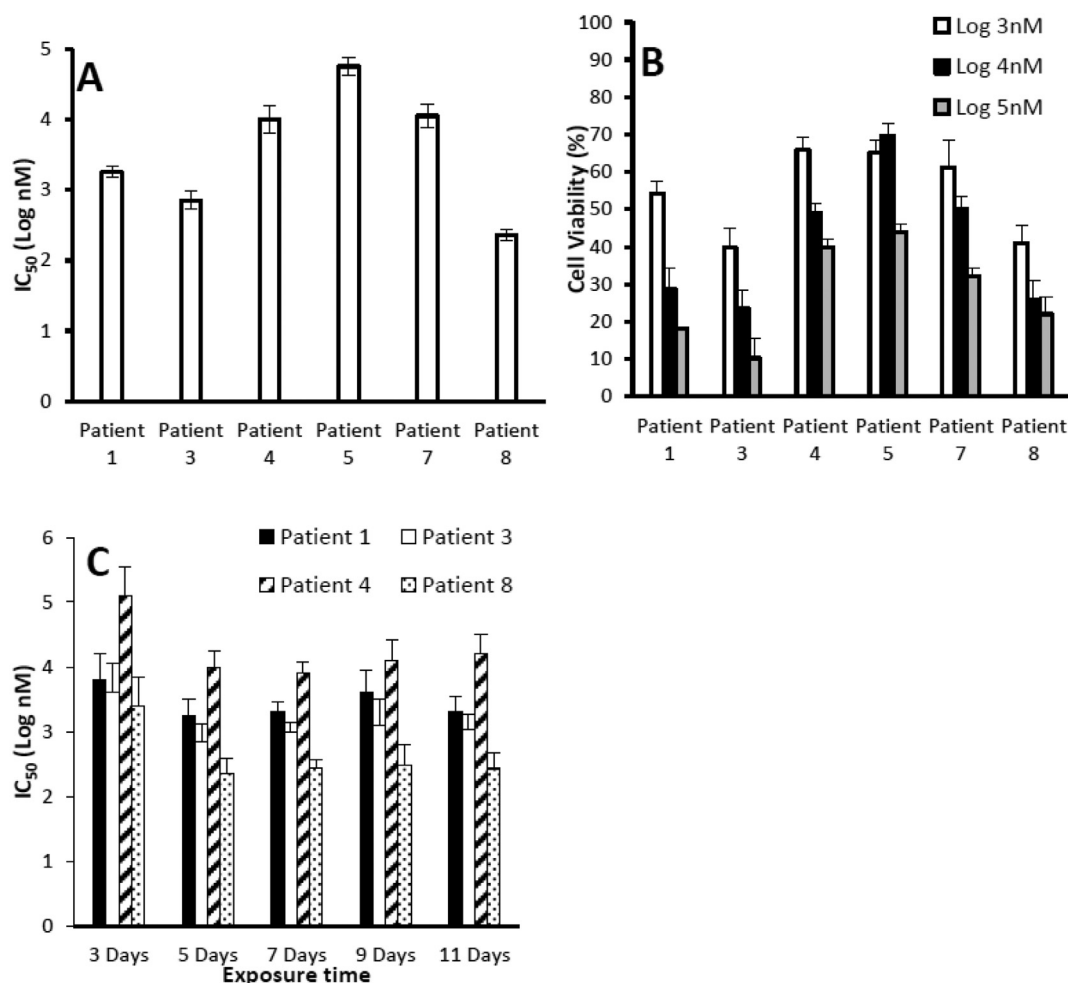 A
IC₅₀ (Log nM)
5
4
3
2
1
0
Patient Patient Patient Patient Patient Patient
1 3 4 5 7 8
B
Cell Viability (%)
Log 3nM
Log 4nM
Log 5nM
100
90
80
70
60
50
40
30
20
10
0
Patient Patient Patient Patient Patient Patient
1 3 4 5 7 8
C
IC₅₀ (Log nM)
Patient 1 Patient 3
Patient 4 Patient 8
6
5
4
3
2
1
0
3 Days 5 Days 7 Days 9 Days 11 Days
Exposure time